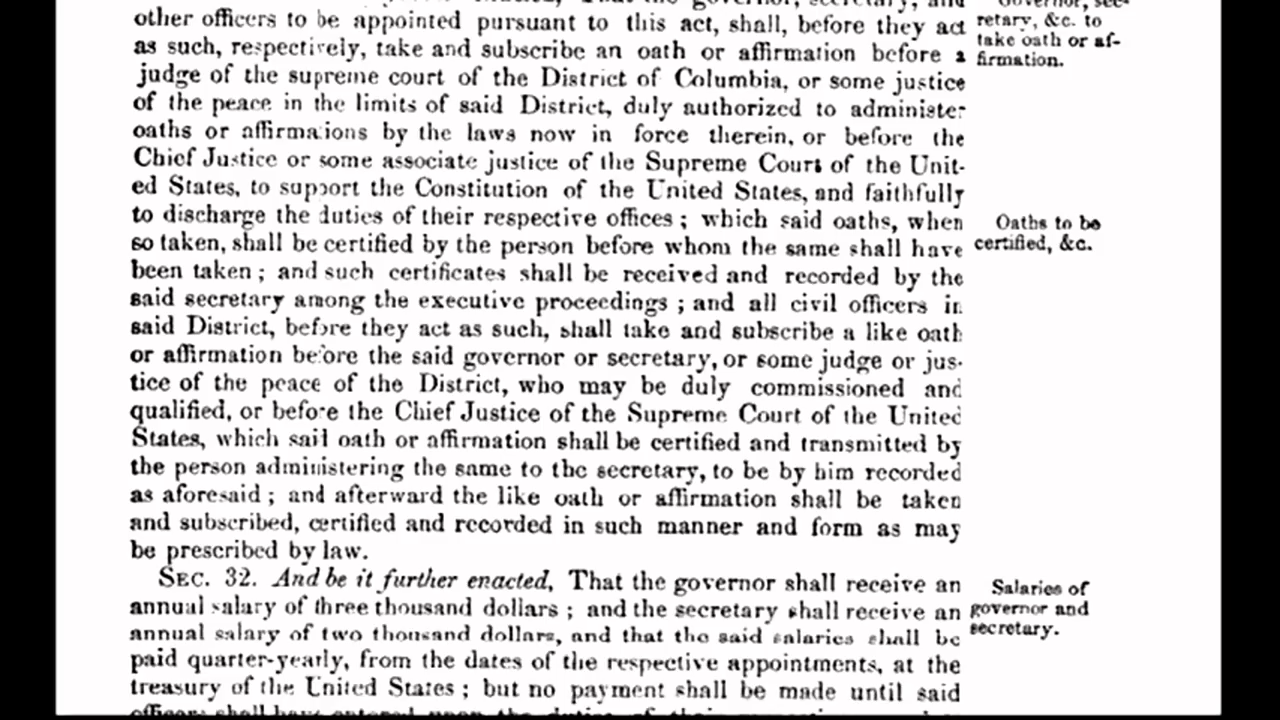 other officers to be appointed pursuant to this act, shall, before they act
as such, respectively, take and subscribe an oath or affirmation before a
judge of the supreme court of the District of Columbia, or some justice
of the peace in the limits of said District, duly authorized to administer
oaths or affirmations by the laws now in force therein, or before the
Chief Justice or some associate justice of the Supreme Court of the Unit-
ed States, to support the Constitution of the United States, and faithfully
to discharge the duties of their respective offices; which said oaths, when
so taken, shall be certified by the person before whom the same shall have
been taken; and such certificates shall be received and recorded by the
said secretary among the executive proceedings; and all civil officers in
said District, before they act as such, shall take and subscribe a like oath
or affirmation before the said governor or secretary, or some judge or jus-
tice of the peace of the District, who may be duly commissioned and
qualified, or before the Chief Justice of the Supreme Court of the United
States, which said oath or affirmation shall be certified and transmitted by
the person administering the same to the secretary, to be by him recorded
as aforesaid; and afterward the like oath or affirmation shall be taken
and subscribed, certified and recorded in such manner and form as may
be prescribed by law.
SEC. 32. And be it further enacted, That the governor shall receive an
annual salary of three thousand dollars; and the secretary shall receive an
annual salary of two thousand dollars, and that the said salaries shall be
paid quarter-yearly, from the dates of the respective appointments, at the
treasury of the United States; but no payment shall be made until said
retary, &c. to
take oath or af-
firmation.
Oaths to be
certified, &c.
Salaries of
governor and
secretary.